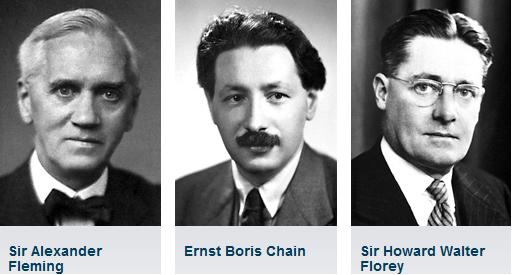 Sir Alexander
Fleming
Ernst Boris Chain
Sir Howard Walter
Florey